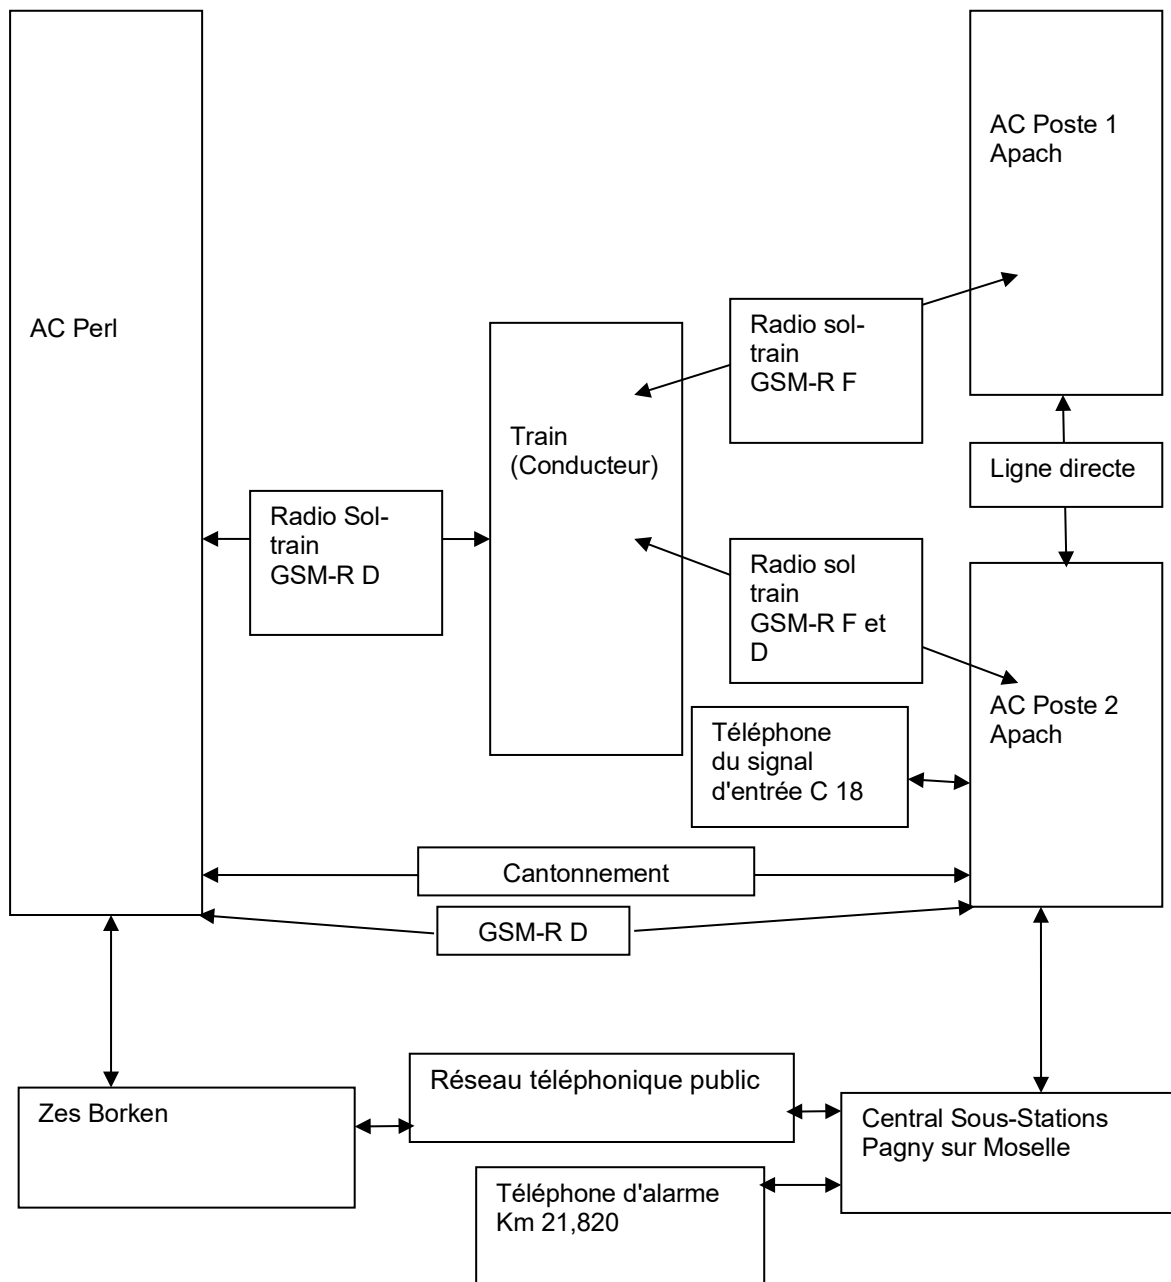 AC Poste 1
Apach
AC Perl
Radio sol-
train
GSM-R F
Train
(Conducteur)
Ligne directe
Radio Sol-
train
GSM-R D
Radio sol
train
GSM-R F et
D
AC Poste 2
Apach
Téléphone
du signal
d'entrée C 18
Cantonnement
GSM-R D
Réseau téléphonique public
Zes Borken
Central Sous-Stations
Pagny sur Moselle
Téléphone d'alarme
Km 21,820